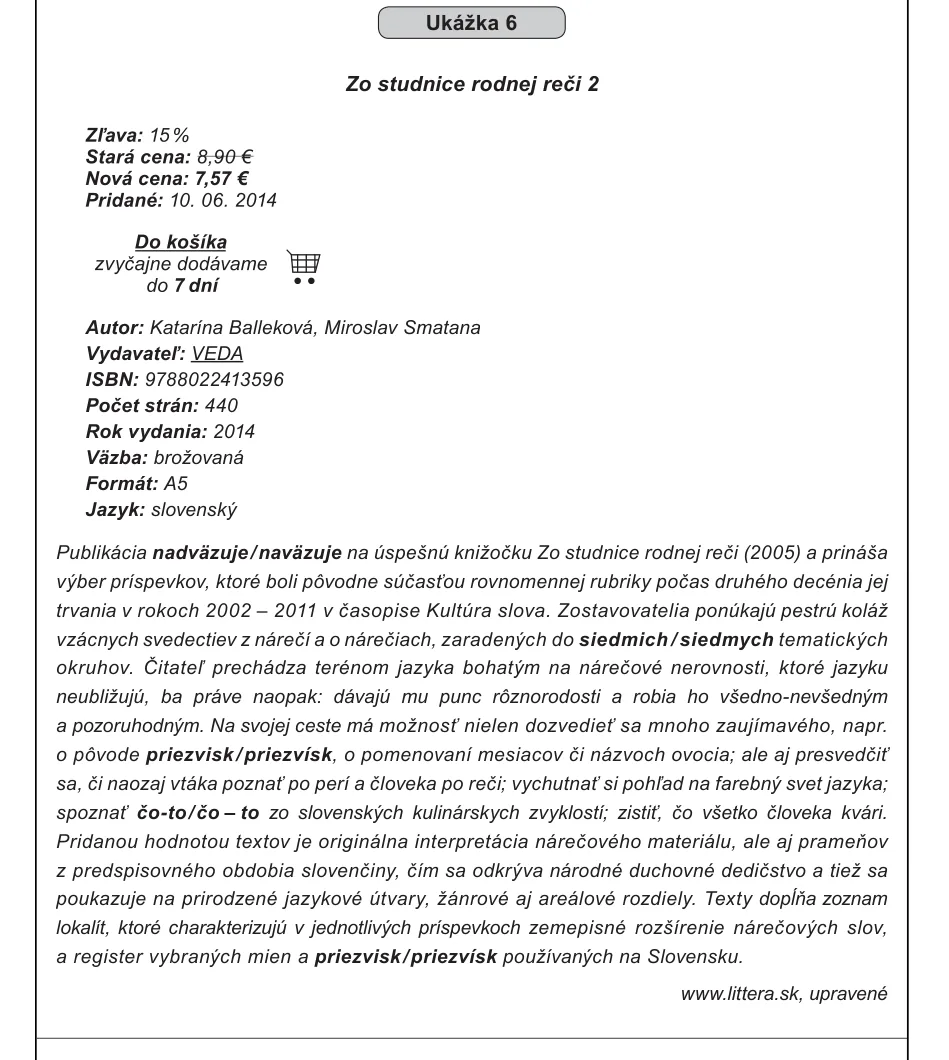 Ukážka 6
Zo studnice rodnej reči 2
Zľava: 15 %
Stará cena: 8,90 €
Nová cena: 7,57 €
Pridané: 10. 06. 2014
Do košíka
zvyčajne dodávame
do 7 dní
Autor: Katarína Balleková, Miroslav Smatana
Vydavateľ: VEDA
ISBN: 9788022413596
Počet strán: 440
Rok vydania: 2014
Väzba: brožovaná
Formát: A5
Jazyk: slovenský
Publikácia nadväzuje / naväzuje na úspešnú knižočku Zo studnice rodnej reči (2005) a prináša
výber príspevkov, ktoré boli pôvodne súčasťou rovnomennej rubriky počas druhého decénia jej
trvania v rokoch 2002 – 2011 v časopise Kultúra slova. Zostavovatelia ponúkajú pestrú koláž
vzácnych svedectiev z nárečí a o nárečiach, zaradených do siedmich / siedmych tematických
okruhov. Čitateľ prechádza terénom jazyka bohatým na nárečové nerovnosti, ktoré jazyku
neubližujú, ba práve naopak: dávajú mu punc rôznorodosti a robia ho všedno-nevšedným
a pozoruhodným. Na svojej ceste má možnosť nielen dozvedieť sa mnoho zaujímavého, napr.
o pôvode priezvisk / priezvísk, o pomenovaní mesiacov či názvoch ovocia; ale aj presvedčiť
sa, či naozaj vtáka poznať po perí a človeka po reči; vychutnať si pohľad na farebný svet jazyka;
spoznať čo-to / čo – to zo slovenských kulinárskych zvyklostí; zistiť, čo všetko človeka kvári.
Pridanou hodnotou textov je originálna interpretácia nárečového materiálu, ale aj prameňov
z predspisovného obdobia slovenčiny, čím sa odkrýva národné duchovné dedičstvo a tiež sa
poukazuje na prirodzené jazykové útvary, žánrové aj areálové rozdiely. Texty dopĺňa zoznam
lokalít, ktoré charakterizujú v jednotlivých príspevkoch zemepisné rozšírenie nárečových slov,
a register vybraných mien a priezvisk / priezvísk používaných na Slovensku.
www.littera.sk, upravené